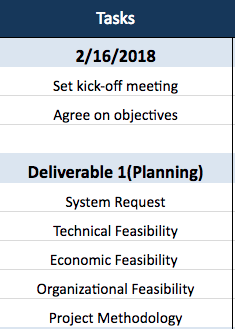 Tasks
2/16/2018
Set kick-off meeting
Agree on objectives
Deliverable 1(Planning)
System Request
Technical Feasibility
Economic Feasibility
Organizational Feasibility
Project Methodology